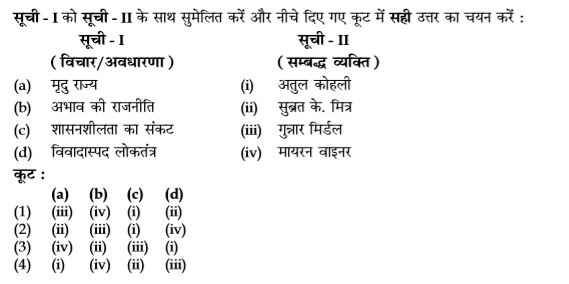 सूची - I को सूची - II के साथ सुमेलित करें और नीचे दिए गए कूट में सही उत्तर का चयन करें :
सूची - I सूची - II
( विचार/अवधारणा ) ( सम्बद्ध व्यक्ति )
(a) मृदु राज्य (i) अतुल कोहली
(b) अभाव की राजनीति (ii) सुब्रत के. मित्र
(c) शासनशीलता का संकट (iii) गुन्नार मिर्डल
(d) विवादास्पद लोकतंत्र (iv) मायरन वाइनर
कूट :
(a) (b) (c) (d)
(1) (iii) (iv) (i) (ii)
(2) (ii) (iii) (i) (iv)
(3) (iv) (ii) (iii) (i)
(4) (i) (iv) (ii) (iii)